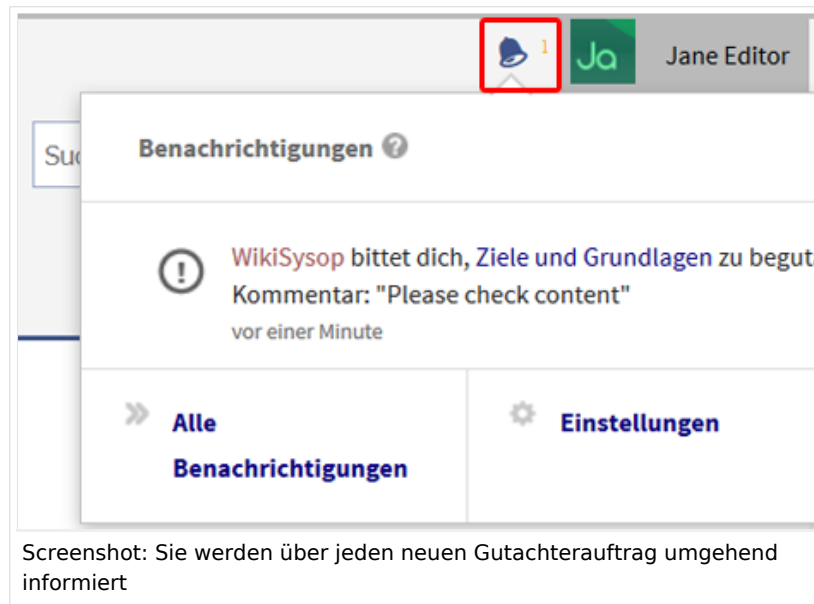 1
Ja
Jane Editor
Suc
Benachrichtigungen ?
WikiSysop bittet dich, Ziele und Grundlagen zu begut
Kommentar: "Please check content"
vor einer Minute
Alle
Benachrichtigungen
Einstellungen
Screenshot: Sie werden über jeden neuen Gutachterauftrag umgehend
informiert